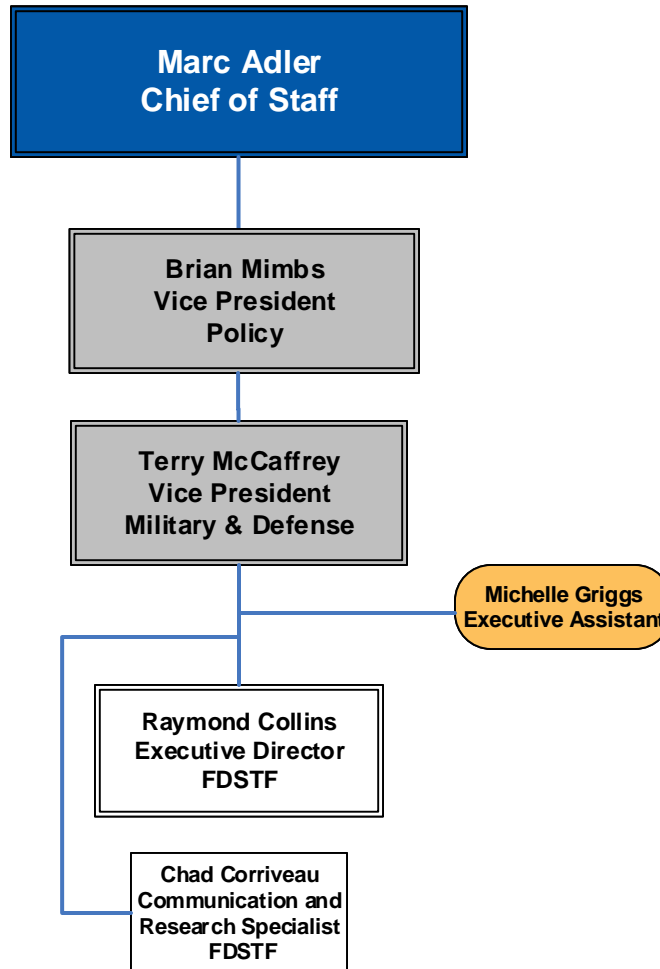 Marc Adler
Chief of Staff
Brian Mimbs
Vice President
Policy
Terry McCaffrey
Vice President
Military & Defense
Michelle Griggs
Executive Assistant
Raymond Collins
Executive Director
FDSTF
Chad Corriveau
Communication and
Research Specialist
FDSTF